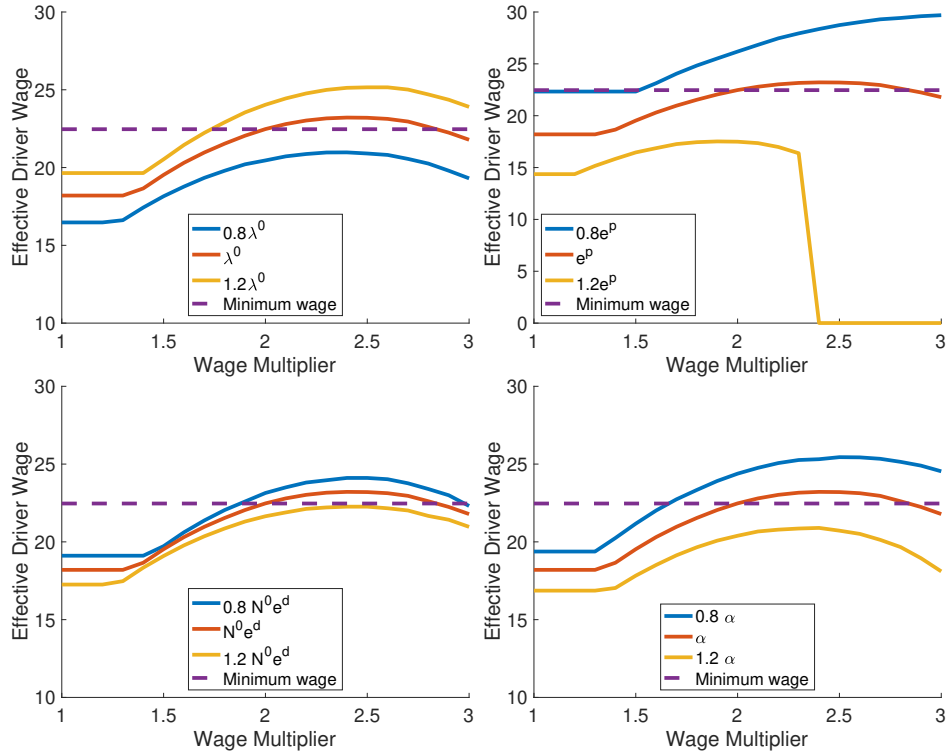 30
25
20
15
10
Effective Driver Wage
0.8λ⁰
λ⁰
1.2λ⁰
Minimum wage
1 1.5 2 2.5 3
Wage Multiplier
30
25
20
15
10
5
0
Effective Driver Wage
0.8eᵖ
eᵖ
1.2eᵖ
Minimum wage
1 1.5 2 2.5 3
Wage Multiplier
30
25
20
15
10
Effective Driver Wage
0.8 N⁰eᵈ
N⁰eᵈ
1.2 N⁰eᵈ
Minimum wage
1 1.5 2 2.5 3
Wage Multiplier
30
25
20
15
10
Effective Driver Wage
0.8 α
α
1.2 α
Minimum wage
1 1.5 2 2.5 3
Wage Multiplier